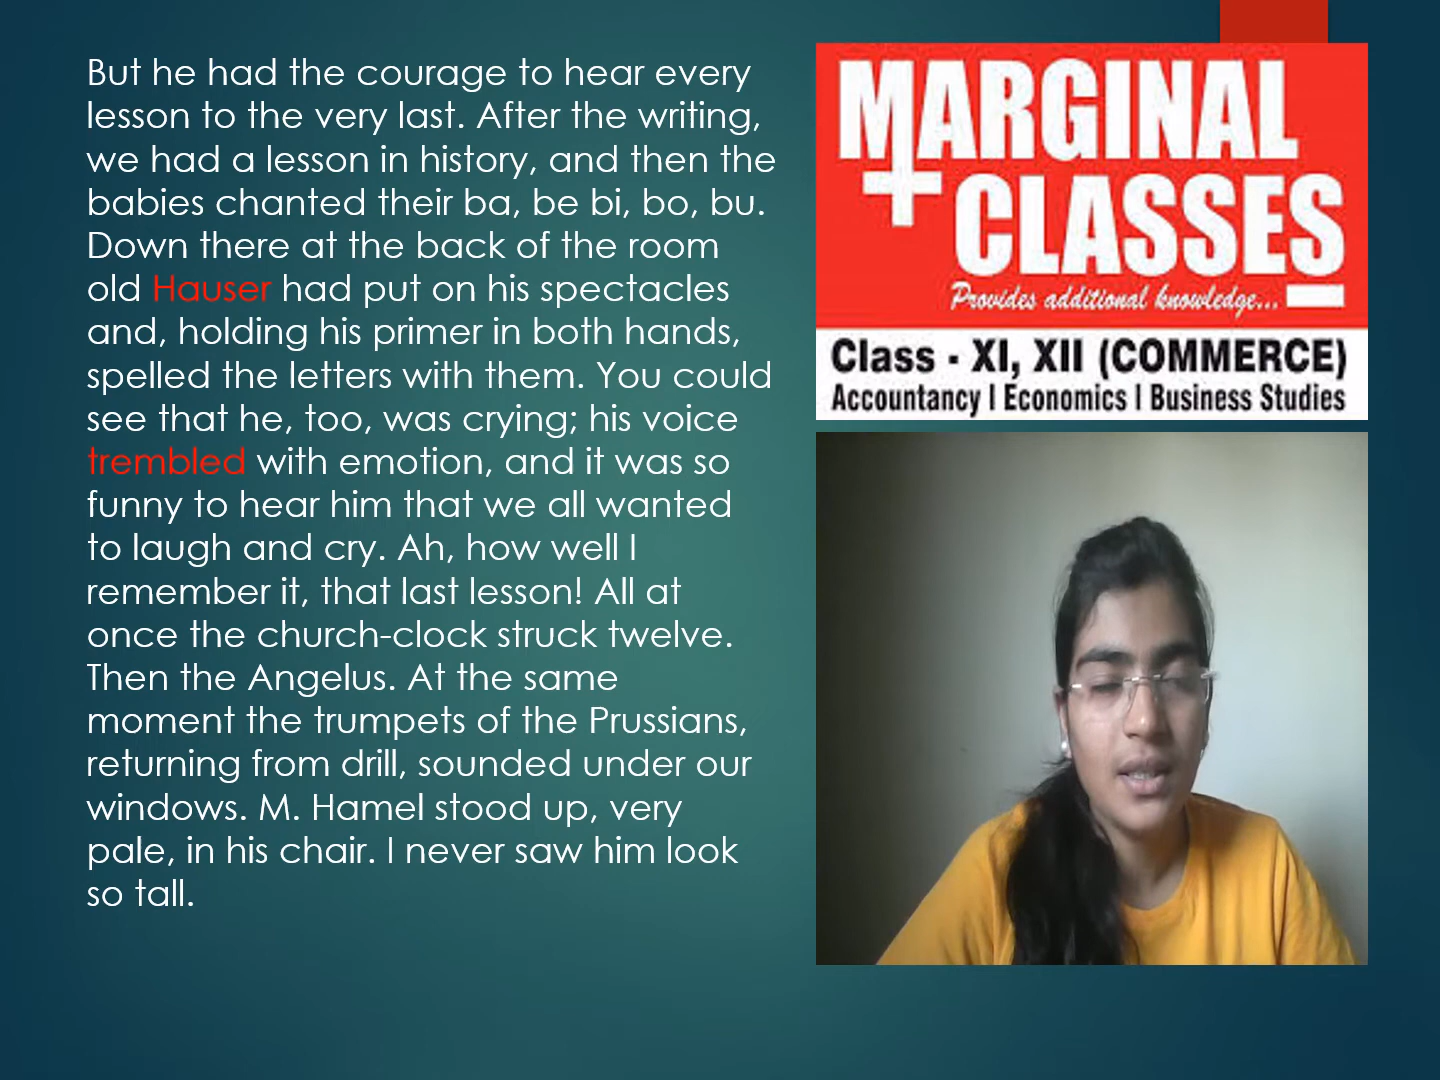 But he had the courage to hear every
lesson to the very last. After the writing,
we had a lesson in history, and then the
babies chanted their ba, be bi, bo, bu.
Down there at the back of the room
old Hauser had put on his spectacles
and, holding his primer in both hands,
spelled the letters with them. You could
see that he, too, was crying; his voice
trembled with emotion, and it was so
funny to hear him that we all wanted
to laugh and cry. Ah, how well I
remember it, that last lesson! All at
once the church-clock struck twelve.
Then the Angelus. At the same
moment the trumpets of the Prussians,
returning from drill, sounded under our
windows. M. Hamel stood up, very
pale, in his chair. I never saw him look
so tall.
MARGINAL
CLASSES
Provides additional knowledge...
Class - XI, XII (COMMERCE)
Accountancy I Economics I Business Studies